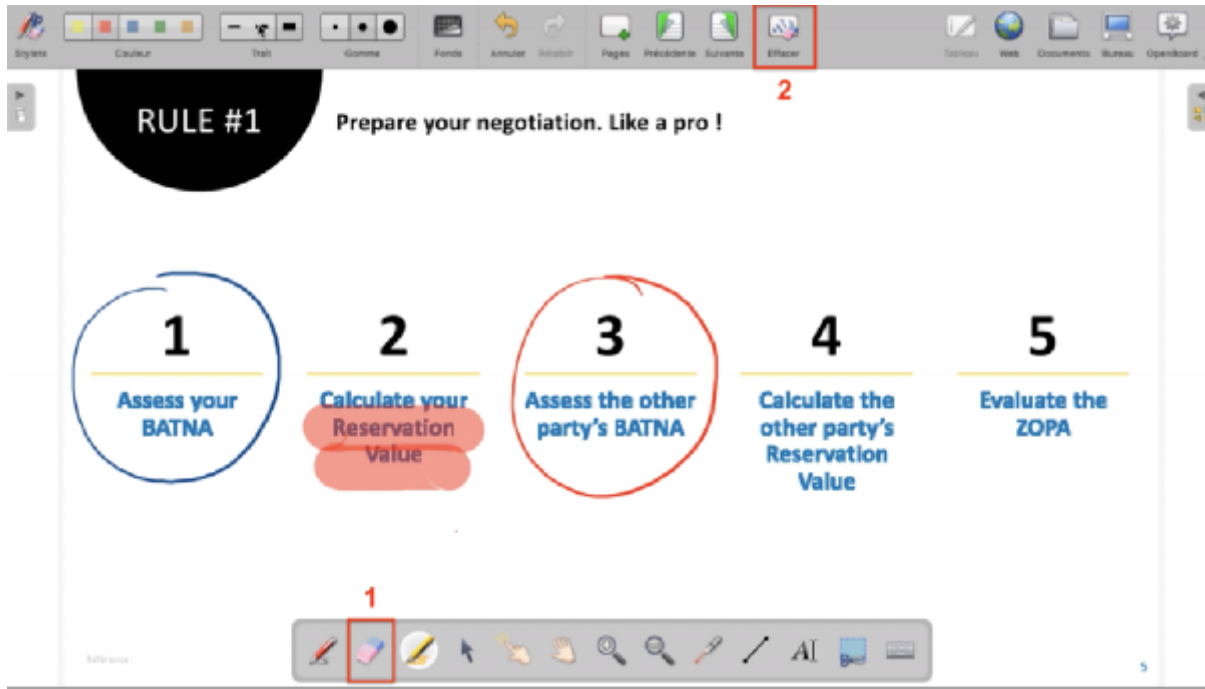 Stylets Couleur Trait Gomme Fonds Annuler Rétablir Pages Précédente Suivante Effacer Tableau Web Documents Bureau OpenBoard
2
RULE #1
Prepare your negotiation. Like a pro !
1
Assess your
BATNA
2
Calculate your
Reservation
Value
3
Assess the other
party's BATNA
4
Calculate the
other party's
Reservation
Value
5
Evaluate the
ZOPA
1
AI
Référence :
5